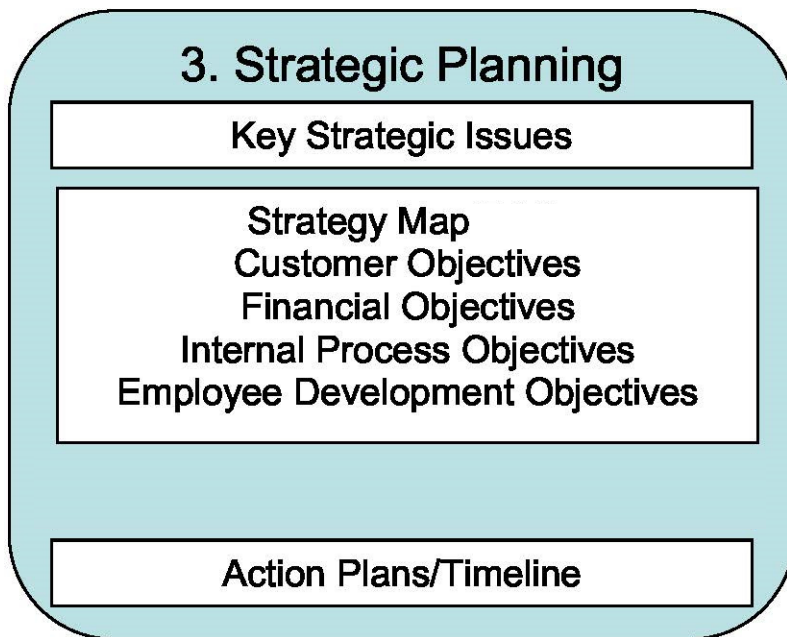 3. Strategic Planning
Key Strategic Issues
Strategy Map
Customer Objectives
Financial Objectives
Internal Process Objectives
Employee Development Objectives
Action Plans/Timeline